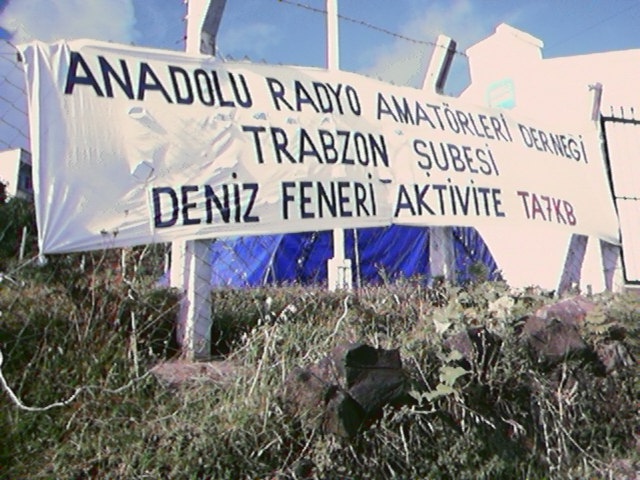 ANADOLU RADYO AMATÖRLERİ DERNEĞİ
TRABZON ŞUBESİ
DENİZ FENERİ AKTİVİTE TA7KB